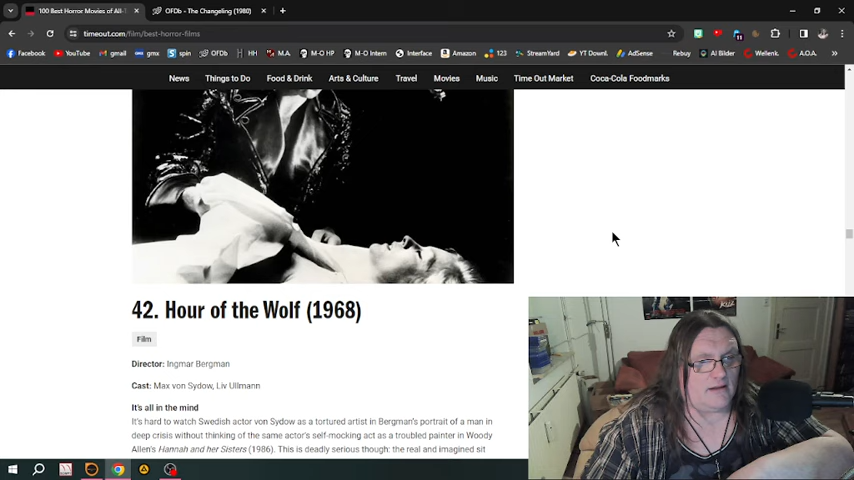 100 Best Horror Movies of All-T
OFDb - The Changeling (1980)
timeout.com/film/best-horror-films
Facebook YouTube gmail gmx spin OFDb HH M.A. M-O HP M-O Intern Interface Amazon 123 StreamYard YT Downl. AdSense Rebuy AI Bilder Wellenk. A.O.A.
News Things to Do Food & Drink Arts & Culture Travel Movies Music Time Out Market Coca-Cola Foodmarks
42. Hour of the Wolf (1968)
Film
Director: Ingmar Bergman
Cast: Max von Sydow, Liv Ullmann
It's all in the mind
It's hard to watch Swedish actor von Sydow as a tortured artist in Bergman's portrait of a man in
deep crisis without thinking of the same actor's self-mocking act as a troubled painter in Woody
Allen's Hannah and her Sisters (1986). This is deadly serious though: the real and imagined sit